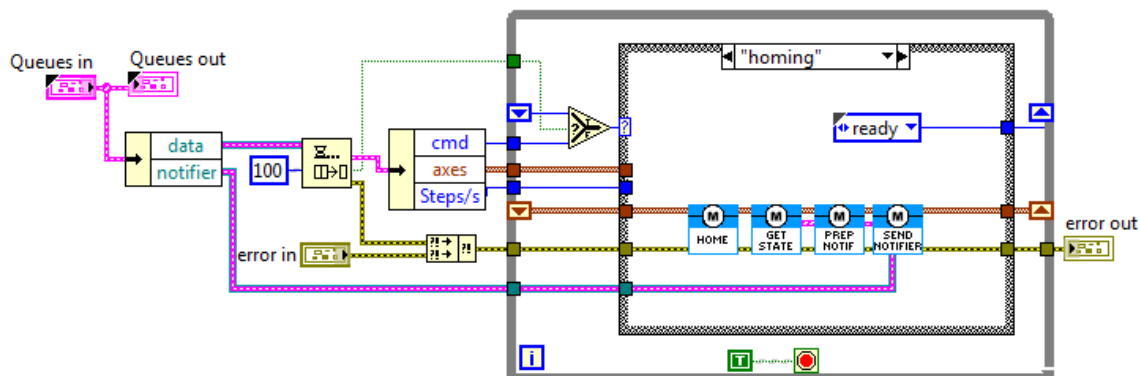 Queues in
Queues out
data
notifier
100
cmd
axes
Steps/s
error in
?!
?!
?!
T
F
?
?
"homing"
ready
M
M
M
M
HOME
GET STATE
PREP NOTIF
SEND NOTIFIER
error out
i
T